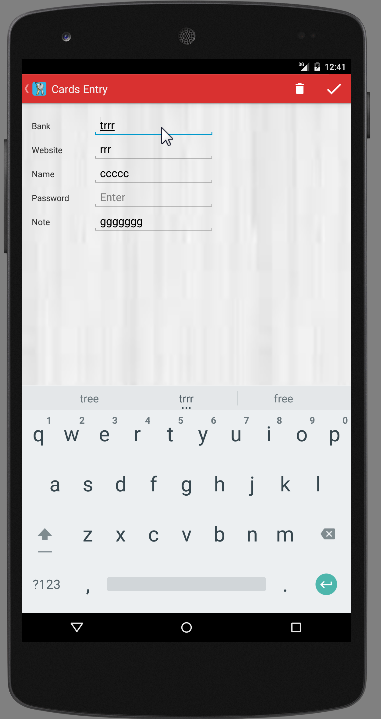 3G 12:41
Cards Entry
Bank trrr
Website rrr
Name ccccc
Password Enter
Note ggggggg
tree trrr free
1 2 3 4 5 6 7 8 9 0
q w e r t y u i o p
a s d f g h j k l
z x c v b n m
?123 , .